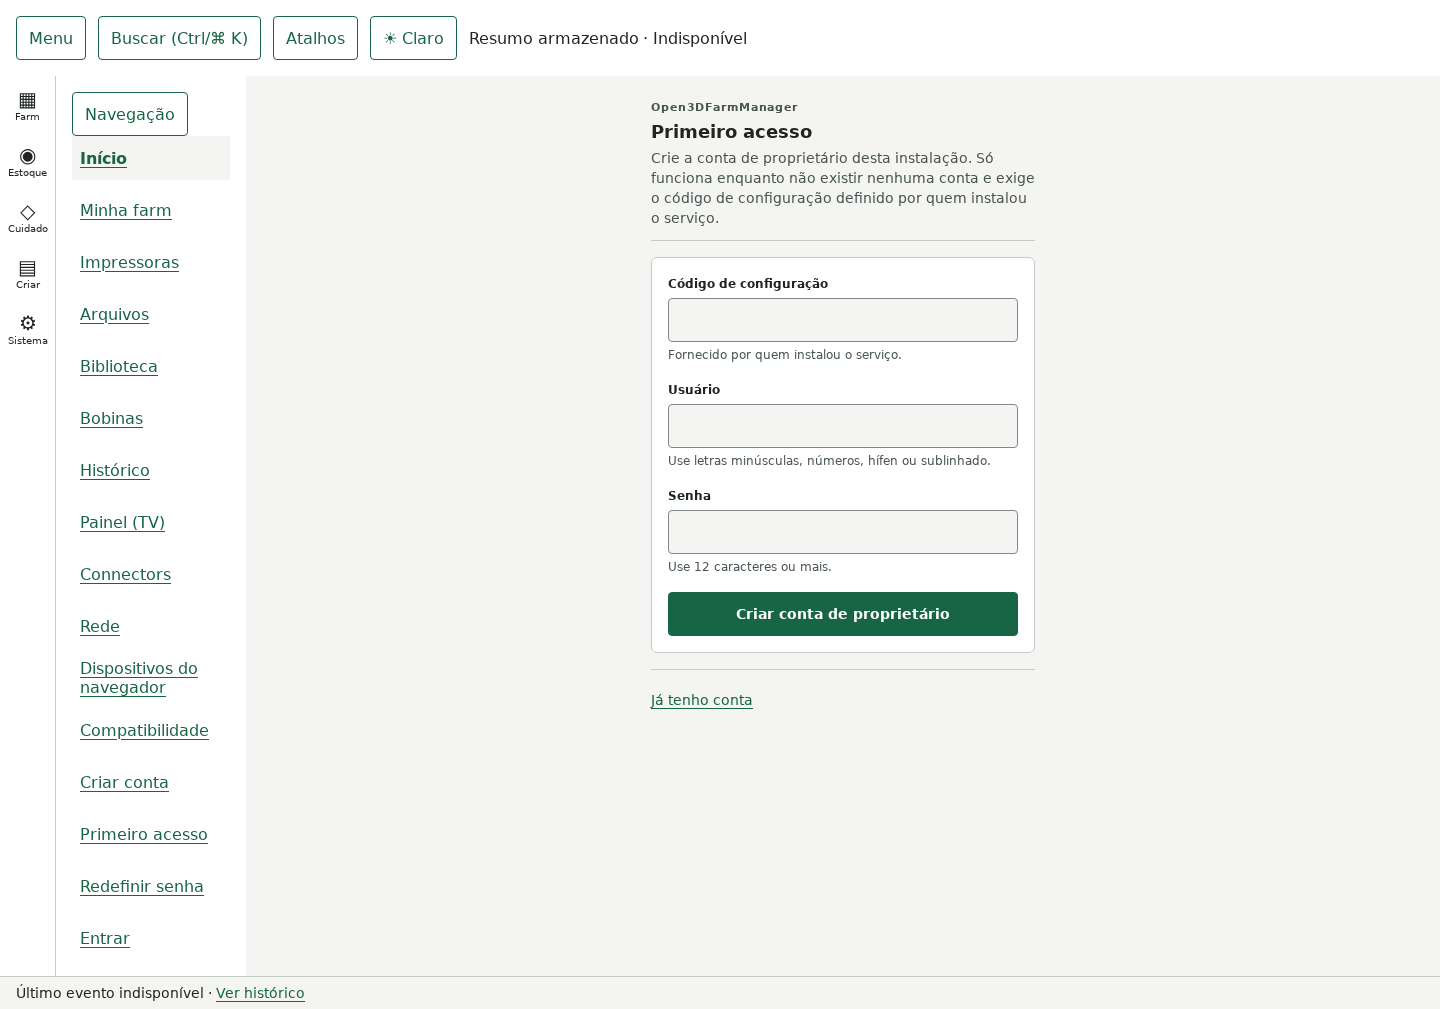 Menu
Buscar (Ctrl/⌘ K)
Atalhos
☀ Claro
Resumo armazenado · Indisponível
Farm
Estoque
Cuidado
Criar
Sistema
Navegação
Início
Minha farm
Impressoras
Arquivos
Biblioteca
Bobinas
Histórico
Painel (TV)
Connectors
Rede
Dispositivos do
navegador
Compatibilidade
Criar conta
Primeiro acesso
Redefinir senha
Entrar
Open3DFarmManager
Primeiro acesso
Crie a conta de proprietário desta instalação. Só
funciona enquanto não existir nenhuma conta e exige
o código de configuração definido por quem instalou
o serviço.
Código de configuração
Fornecido por quem instalou o serviço.
Usuário
Use letras minúsculas, números, hífen ou sublinhado.
Senha
Use 12 caracteres ou mais.
Criar conta de proprietário
Já tenho conta
Último evento indisponível · Ver histórico